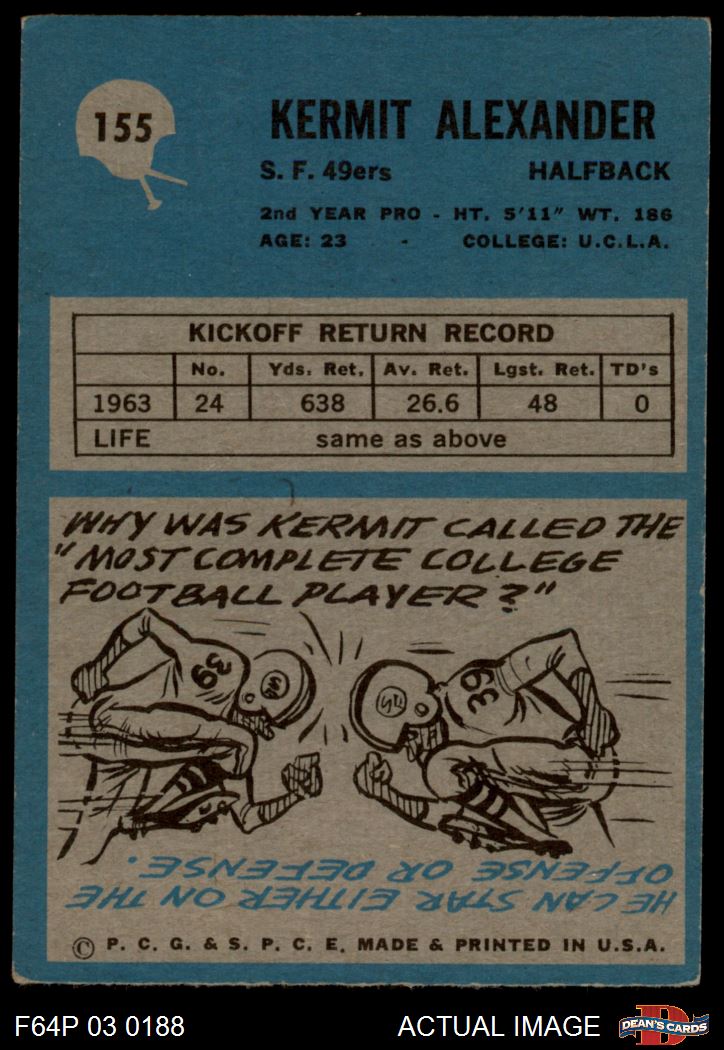 155
KERMIT ALEXANDER
S. F. 49ers HALFBACK
2nd YEAR PRO - HT. 5'11" WT. 186
AGE: 23 - COLLEGE: U.C.L.A.
KICKOFF RETURN RECORD
No. Yds. Ret. Av. Ret. Lgst. Ret. TD's
1963 24 638 26.6 48 0
LIFE same as above
WHY WAS KERMIT CALLED THE
"MOST COMPLETE COLLEGE
FOOTBALL PLAYER?"
39 39
HE CAN STAR EITHER ON THE
OFFENSE OR DEFENSE.
© P. C. G. & S. P. C. E. MADE & PRINTED IN U.S.A.
F64P 03 0188 ACTUAL IMAGE
D
DEAN'S CARDS